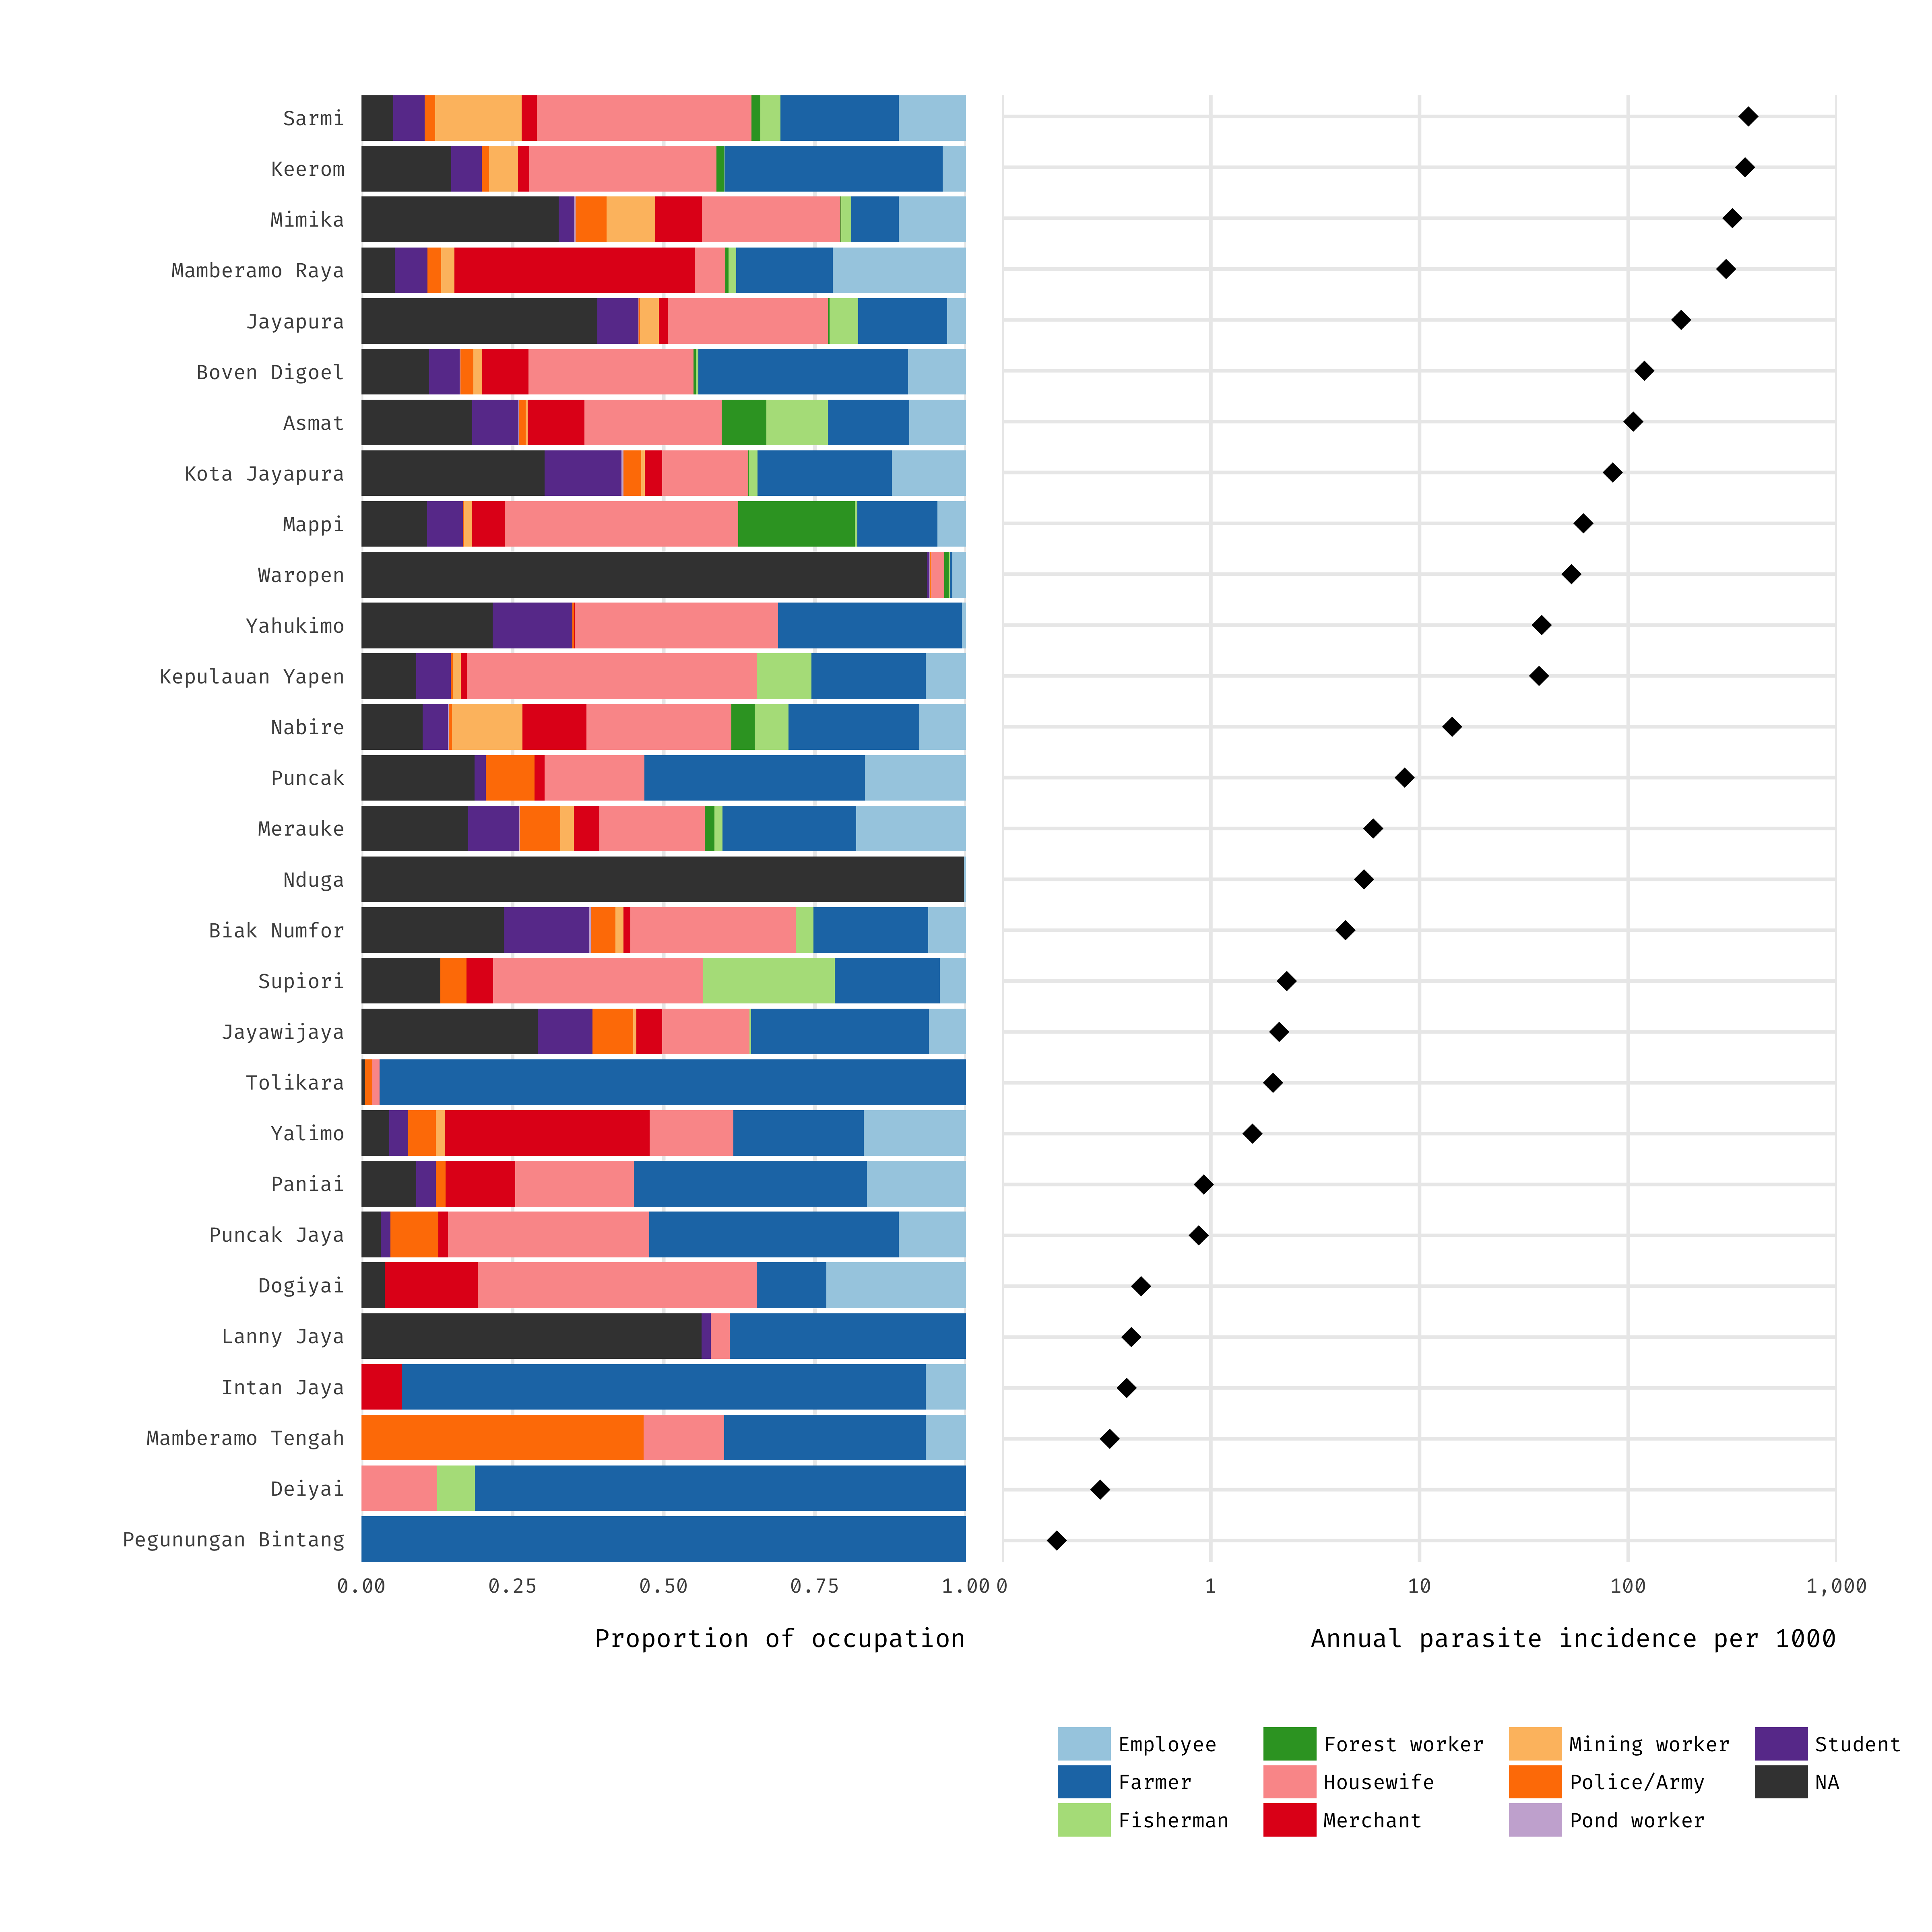 Sarmi
Keerom
Mimika
Mamberamo Raya
Jayapura
Boven Digoel
Asmat
Kota Jayapura
Mappi
Waropen
Yahukimo
Kepulauan Yapen
Nabire
Puncak
Merauke
Nduga
Biak Numfor
Supiori
Jayawijaya
Tolikara
Yalimo
Paniai
Puncak Jaya
Dogiyai
Lanny Jaya
Intan Jaya
Mamberamo Tengah
Deiyai
Pegunungan Bintang
0.00 0.25 0.50 0.75 1.00 0 1 10 100 1,000
Proportion of occupation Annual parasite incidence per 1000
Employee Forest worker Mining worker Student
Farmer Housewife Police/Army NA
Fisherman Merchant Pond worker